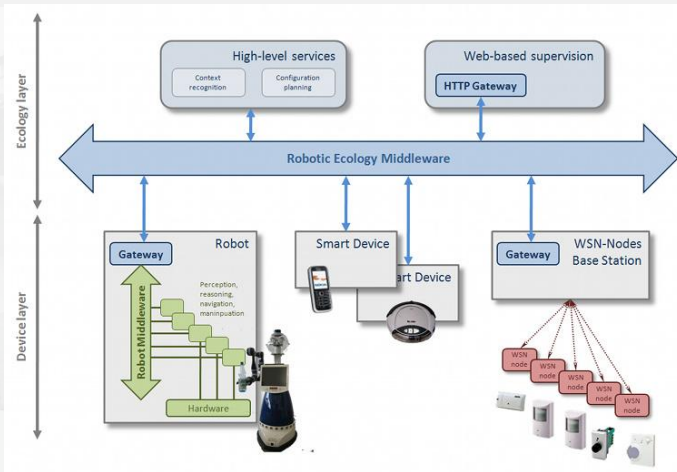 Ecology layer
High-level services
Context
recognition
Configuration
planning
Web-based supervision
HTTP Gateway
Robotic Ecology Middleware
Device layer
Gateway
Robot
Robot Middleware
Perception,
reasoning,
navigation,
maninpuation
Hardware
Smart Device
art Device
Gateway
WSN-Nodes
Base Station
WSN
node
WSN
node
WSN
node
WSN
node
WSN
node